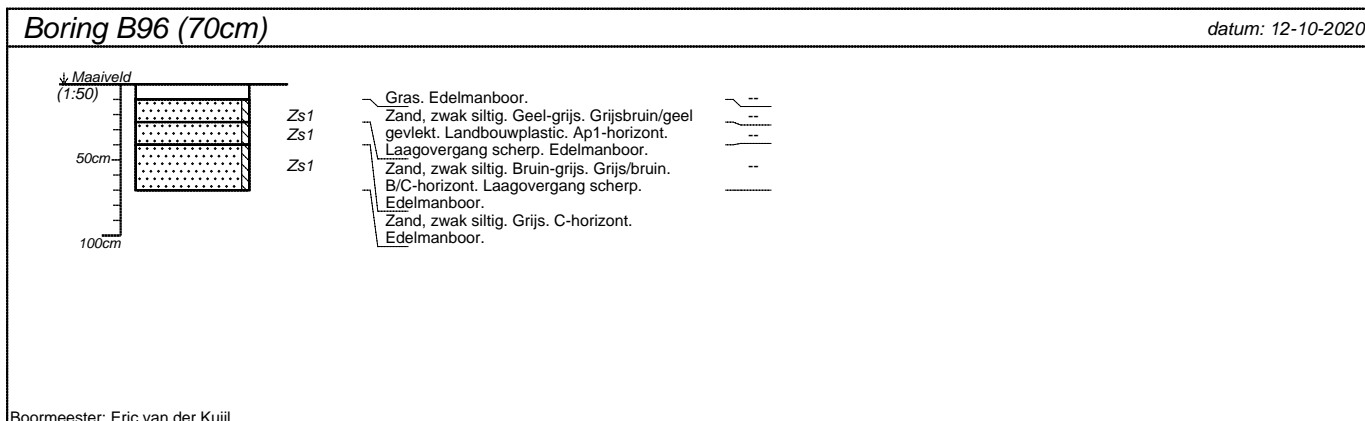 Boring B96 (70cm)
datum: 12-10-2020
Maaiveld
(1:50)
Gras. Edelmanboor.
--
Zs1
Zand, zwak siltig. Geel-grijs. Grijsbruin/geel
--
Zs1
gevlekt. Landbouwplastic. Ap1-horizont.
--
Laagovergang scherp. Edelmanboor.
50cm
Zs1
Zand, zwak siltig. Bruin-grijs. Grijs/bruin.
--
B/C-horizont. Laagovergang scherp.
Edelmanboor.
Zand, zwak siltig. Grijs. C-horizont.
100cm
Edelmanboor.
Boormeester: Eric van der Kuijl